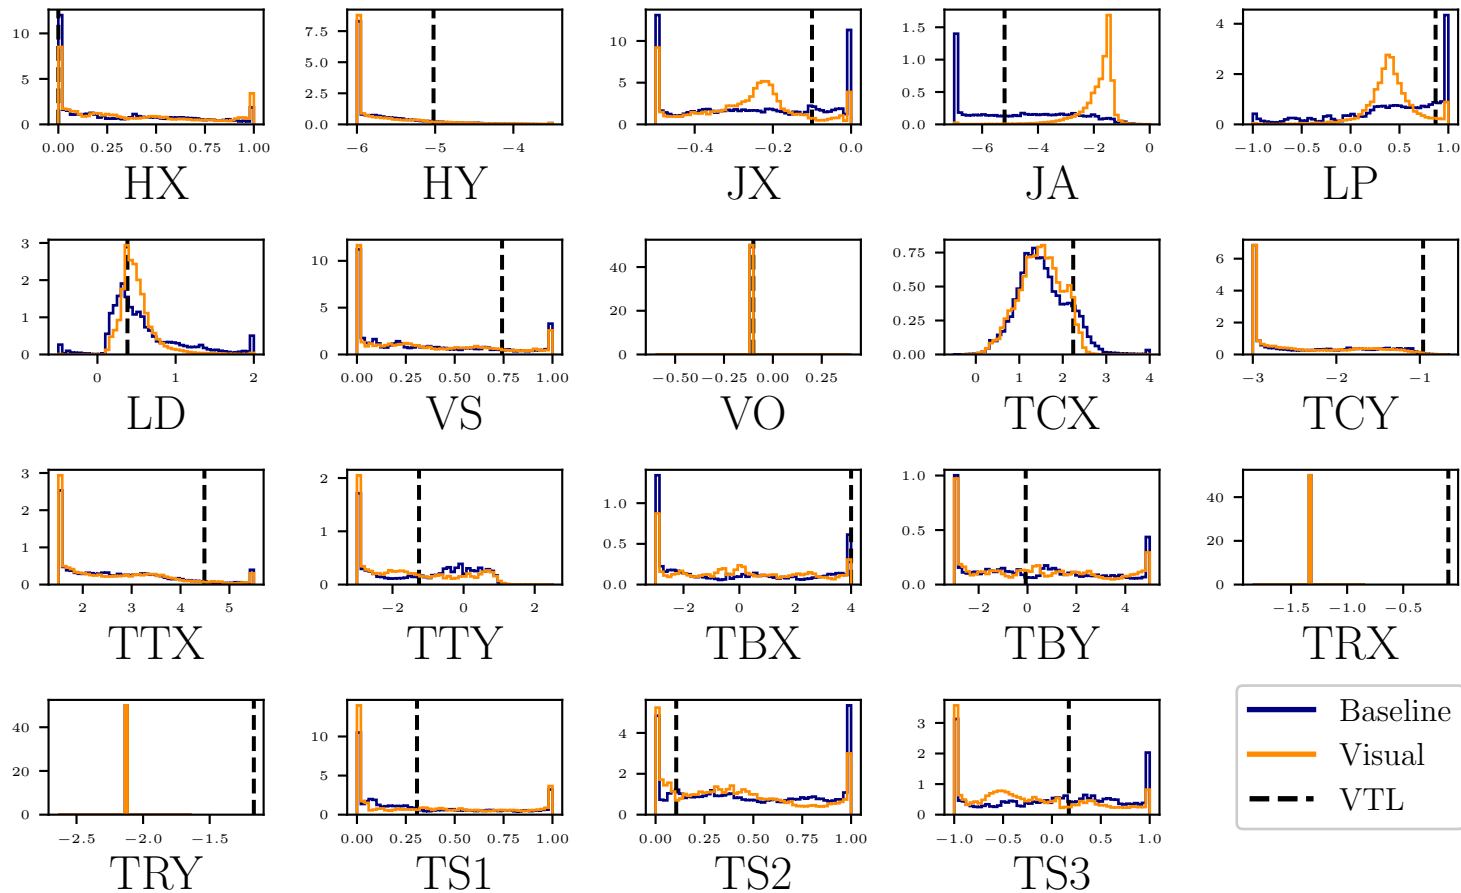 10
5
0
0.00 0.25 0.50 0.75 1.00
HX
7.5
5.0
2.5
0.0
−6 −5 −4
HY
10
5
0
−0.4 −0.2 0.0
JX
1.5
1.0
0.5
0.0
−6 −4 −2 0
JA
4
2
0
−1.0 −0.5 0.0 0.5 1.0
LP
3
2
1
0
0 1 2
LD
10
5
0
0.00 0.25 0.50 0.75 1.00
VS
40
20
0
−0.50 −0.25 0.00 0.25
VO
0.75
0.50
0.25
0.00
0 1 2 3 4
TCX
6
4
2
0
−3 −2 −1
TCY
3
2
1
0
2 3 4 5
TTX
2
1
0
−2 0 2
TTY
1.0
0.5
0.0
−2 0 2 4
TBX
1.0
0.5
0.0
−2 0 2 4
TBY
40
20
0
−1.5 −1.0 −0.5
TRX
40
20
0
−2.5 −2.0 −1.5
TRY
10
5
0
0.00 0.25 0.50 0.75 1.00
TS1
4
2
0
0.00 0.25 0.50 0.75 1.00
TS2
3
2
1
0
−1.0 −0.5 0.0 0.5 1.0
TS3
Baseline
Visual
VTL